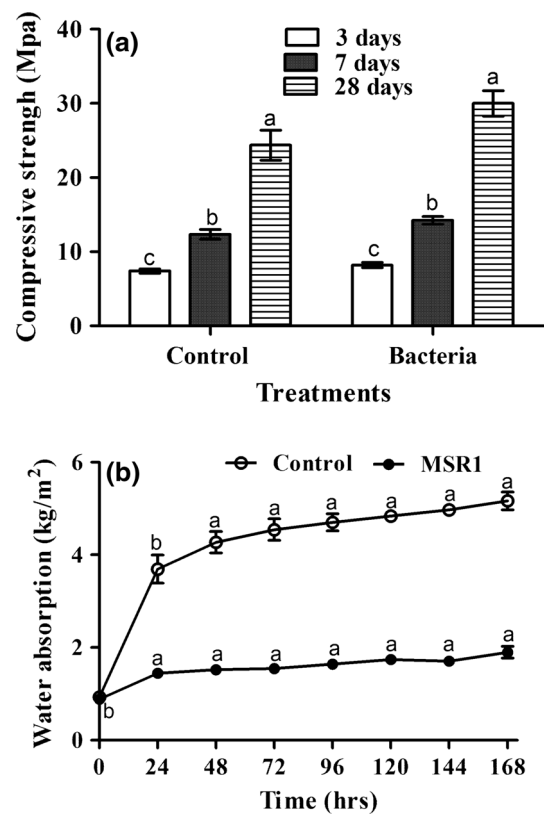 (a)
3 days
7 days
28 days
Compressive strengh (Mpa)
40
30
20
10
0
c
b
a
c
b
a
Control
Bacteria
Treatments
(b)
Control
MSR1
Water absorption (kg/m²)
6
4
2
0
b
a
a
a
a
a
a
b
a
a
a
a
a
a
a
0
24
48
72
96
120
144
168
Time (hrs)